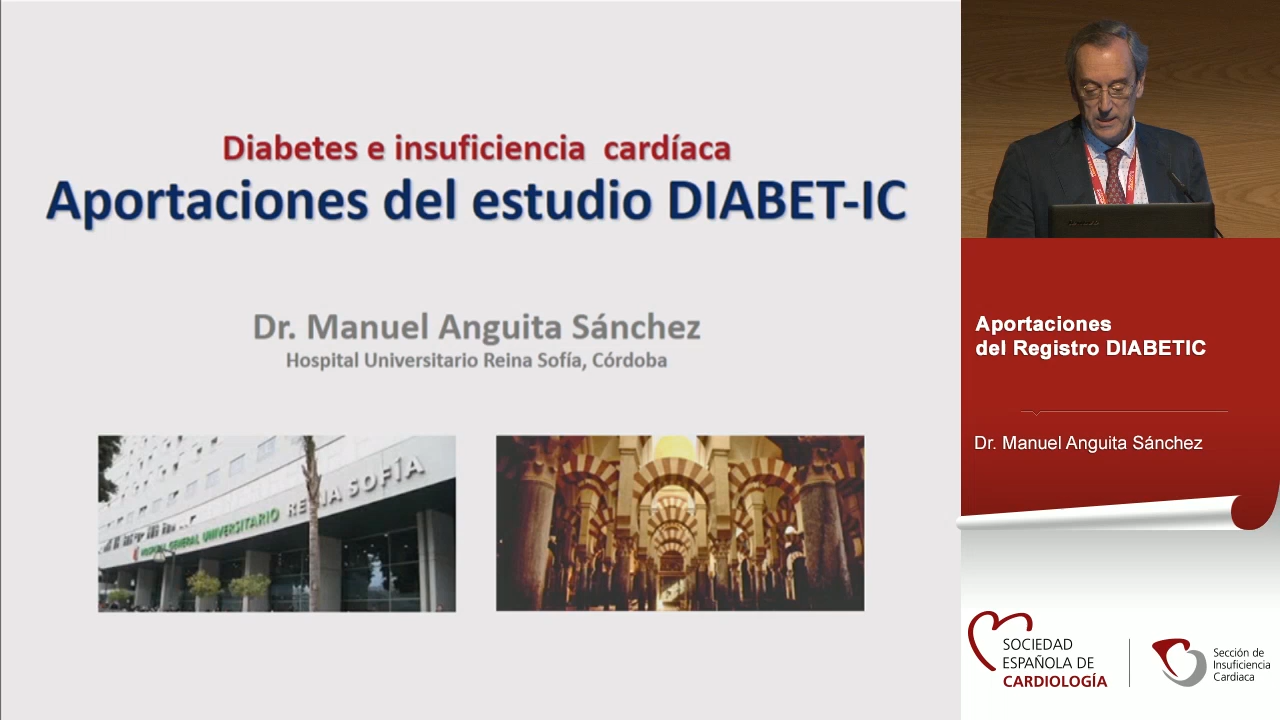 Diabetes e insuficiencia cardíaca
Aportaciones del estudio DIABET-IC
Dr. Manuel Anguita Sánchez
Hospital Universitario Reina Sofía, Córdoba
HOSPITAL GENERAL UNIVERSITARIO REINA SOFÍA
Aportaciones
del Registro DIABETIC
Dr. Manuel Anguita Sánchez
SOCIEDAD
ESPAÑOLA DE
CARDIOLOGÍA
Sección de
Insuficiencia
Cardiaca